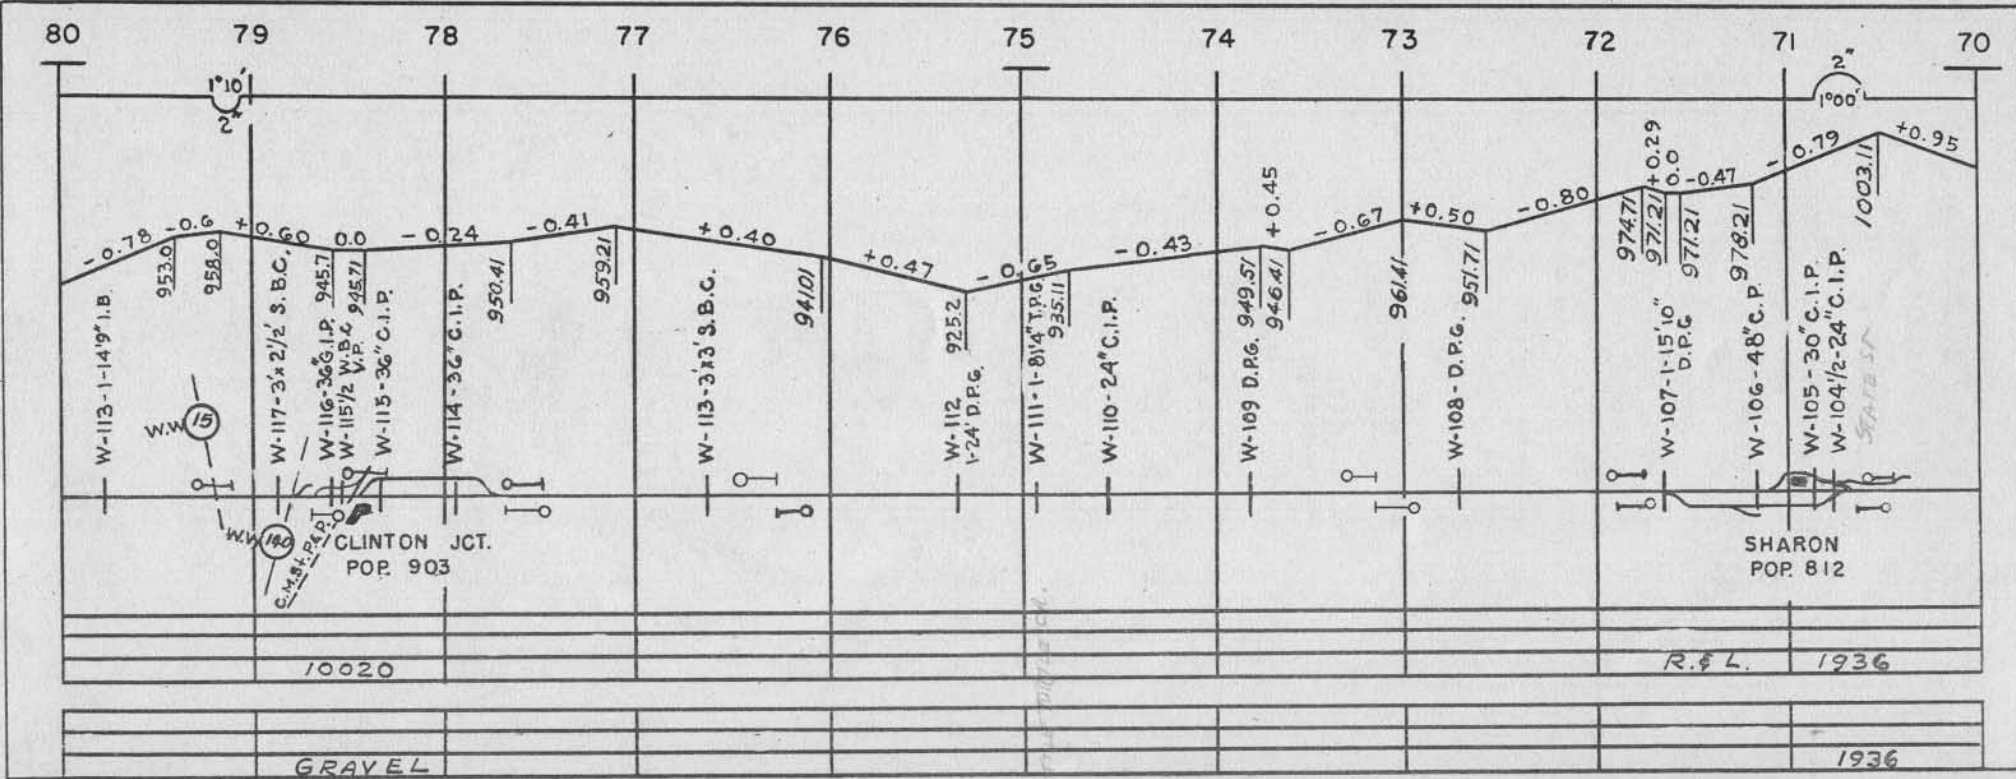 80 79 78 77 76 75 74 73 72 71 70
1°10'
2"
2"
1°00'
-0.78 -0.6 +0.60 0.0 -0.24 -0.41 +0.40 +0.47 -0.65 -0.43 +0.45 -0.67 +0.50 -0.80 +0.29 0.0 -0.47 -0.79 +0.95
953.0
958.0
945.7
945.71
950.41
959.21
941.01
925.2
935.11
949.51
946.41
961.41
951.71
974.71
971.21
971.21
978.21
1003.11
W-113-1-14'9" I.B.
W-117-3'x2 1/2' S.B.C.
W-116-36"G.I.P.
W-115 1/2 W.B.C.
V.P.
W-115-36" C.I.P.
W-114-36" C.I.P.
W-113-3'x3' S.B.C.
W-112
1-24" D.P.G.
W-111-1-81'4" T.P.G.
W-110-24" C.I.P.
W-109 D.P.G.
W-108-D.P.G.
W-107-1-15'10"
D.P.G
W-106-48" C.P.
W-105-30" C.I.P.
W-104 1/2-24" C.I.P.
W.W 15
W.W 140
C.M.St.P.&P.
CLINTON JCT.
POP. 903
SHARON
POP. 812
10020 R.&L. 1936
GRAVEL 1936